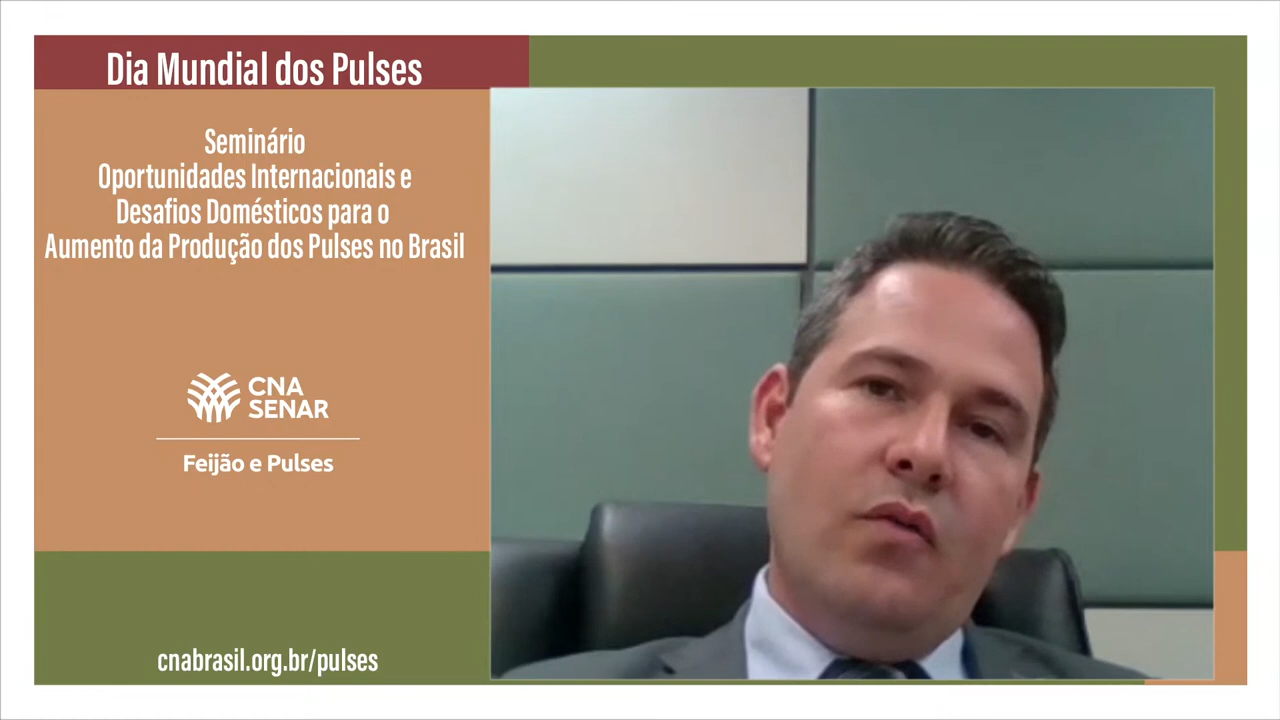 Dia Mundial dos Pulses
Seminário
Oportunidades Internacionais e
Desafios Domésticos para o
Aumento da Produção dos Pulses no Brasil
CNA
SENAR
Feijão e Pulses
cnabrasil.org.br/pulses